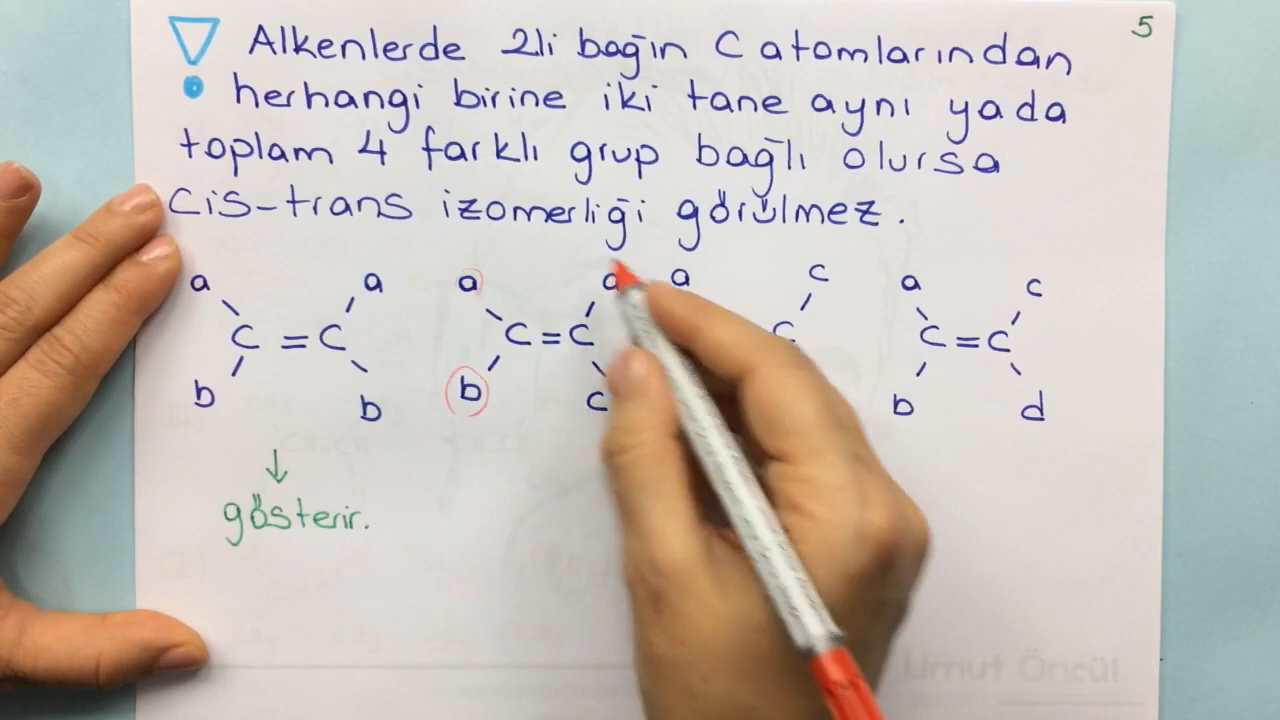 5
Alkenlerde 2li bağın C atomlarından
herhangi birine iki tane aynı yada
toplam 4 farklı grup bağlı olursa
cis-trans izomerliği görülmez.
a a a a a c a c
C = C C = C C C = C
b b b c b d
↓
gösterir.
Umut Öncül